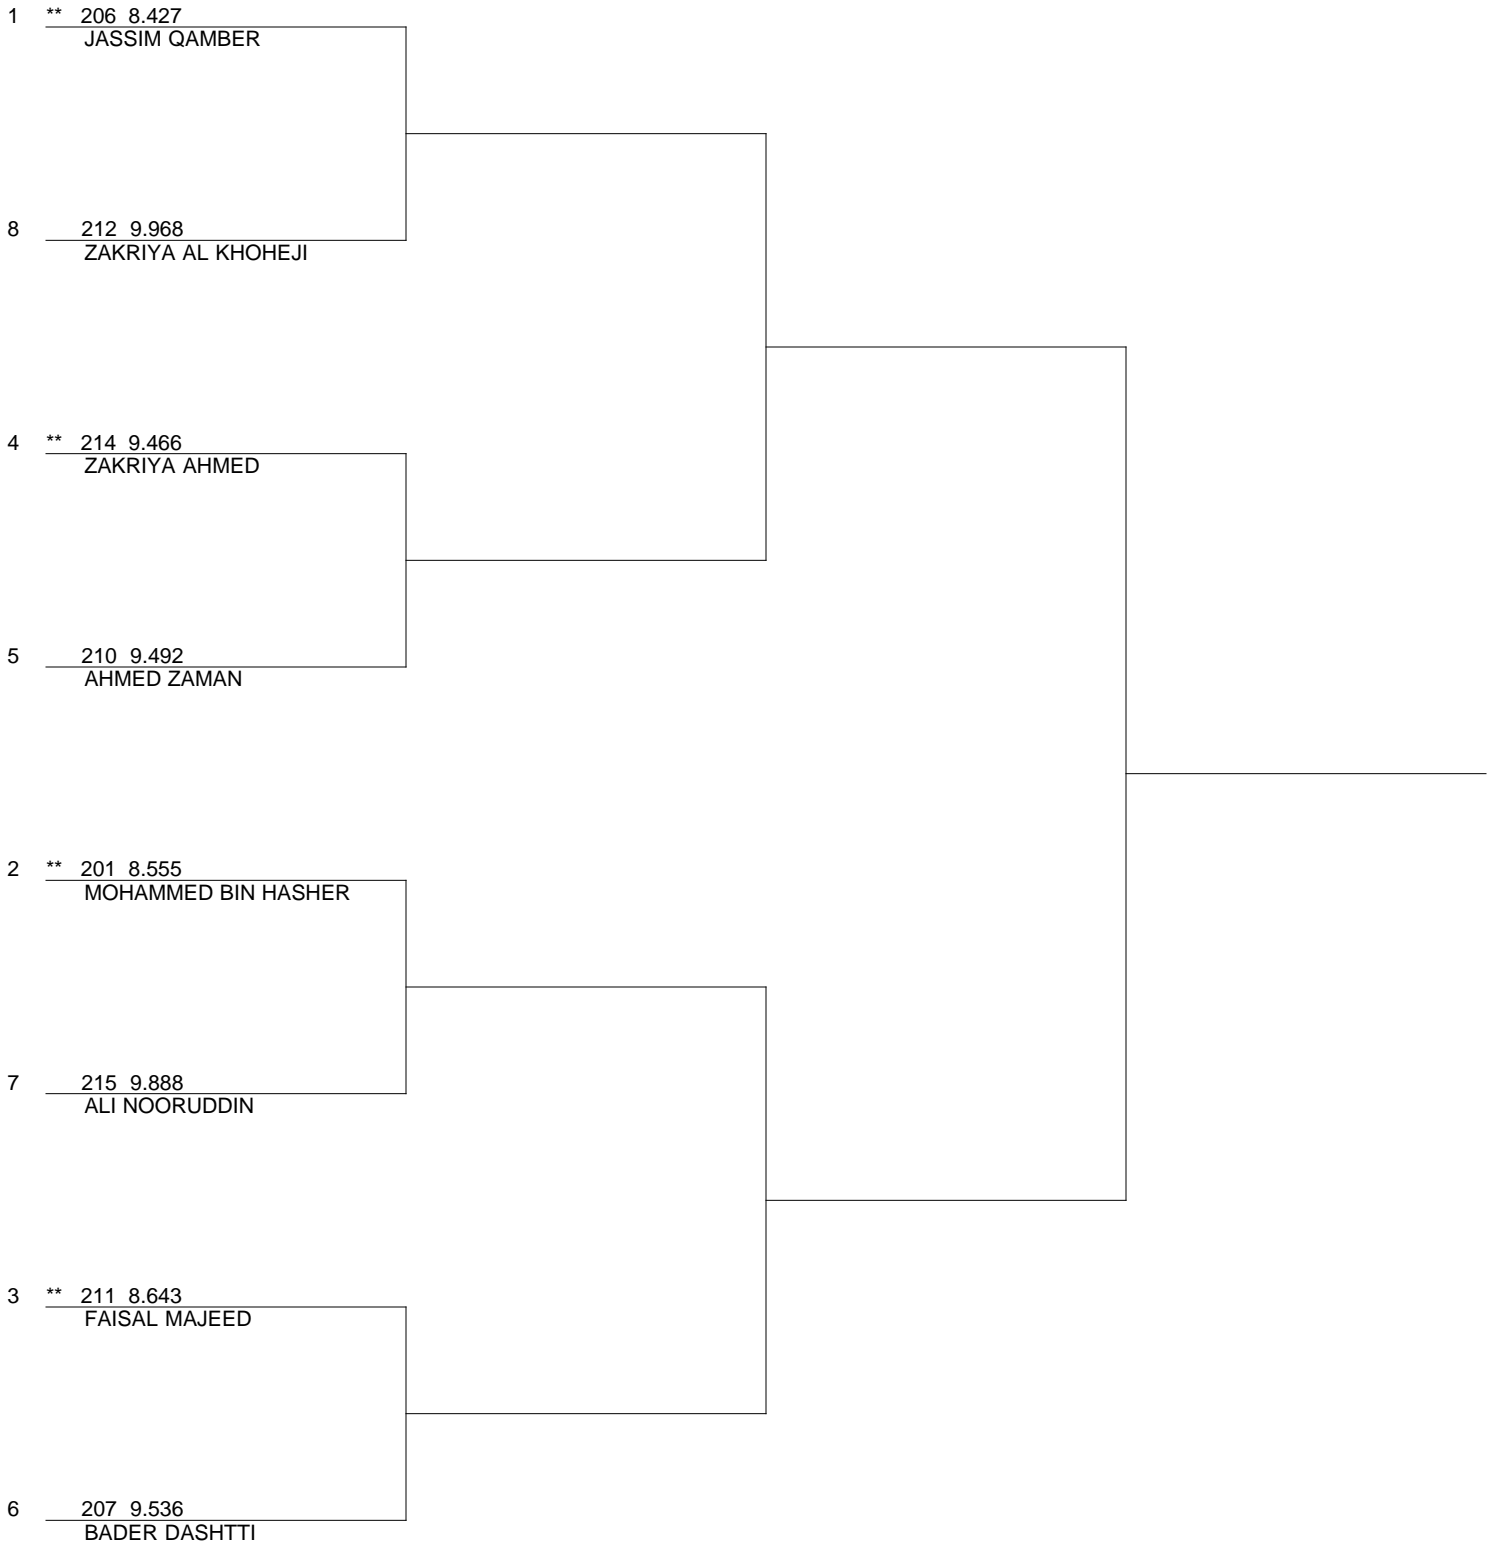 1 ** 206 8.427
JASSIM QAMBER
8 212 9.968
ZAKRIYA AL KHOHEJI
4 ** 214 9.466
ZAKRIYA AHMED
5 210 9.492
AHMED ZAMAN
2 ** 201 8.555
MOHAMMED BIN HASHER
7 215 9.888
ALI NOORUDDIN
3 ** 211 8.643
FAISAL MAJEED
6 207 9.536
BADER DASHTTI